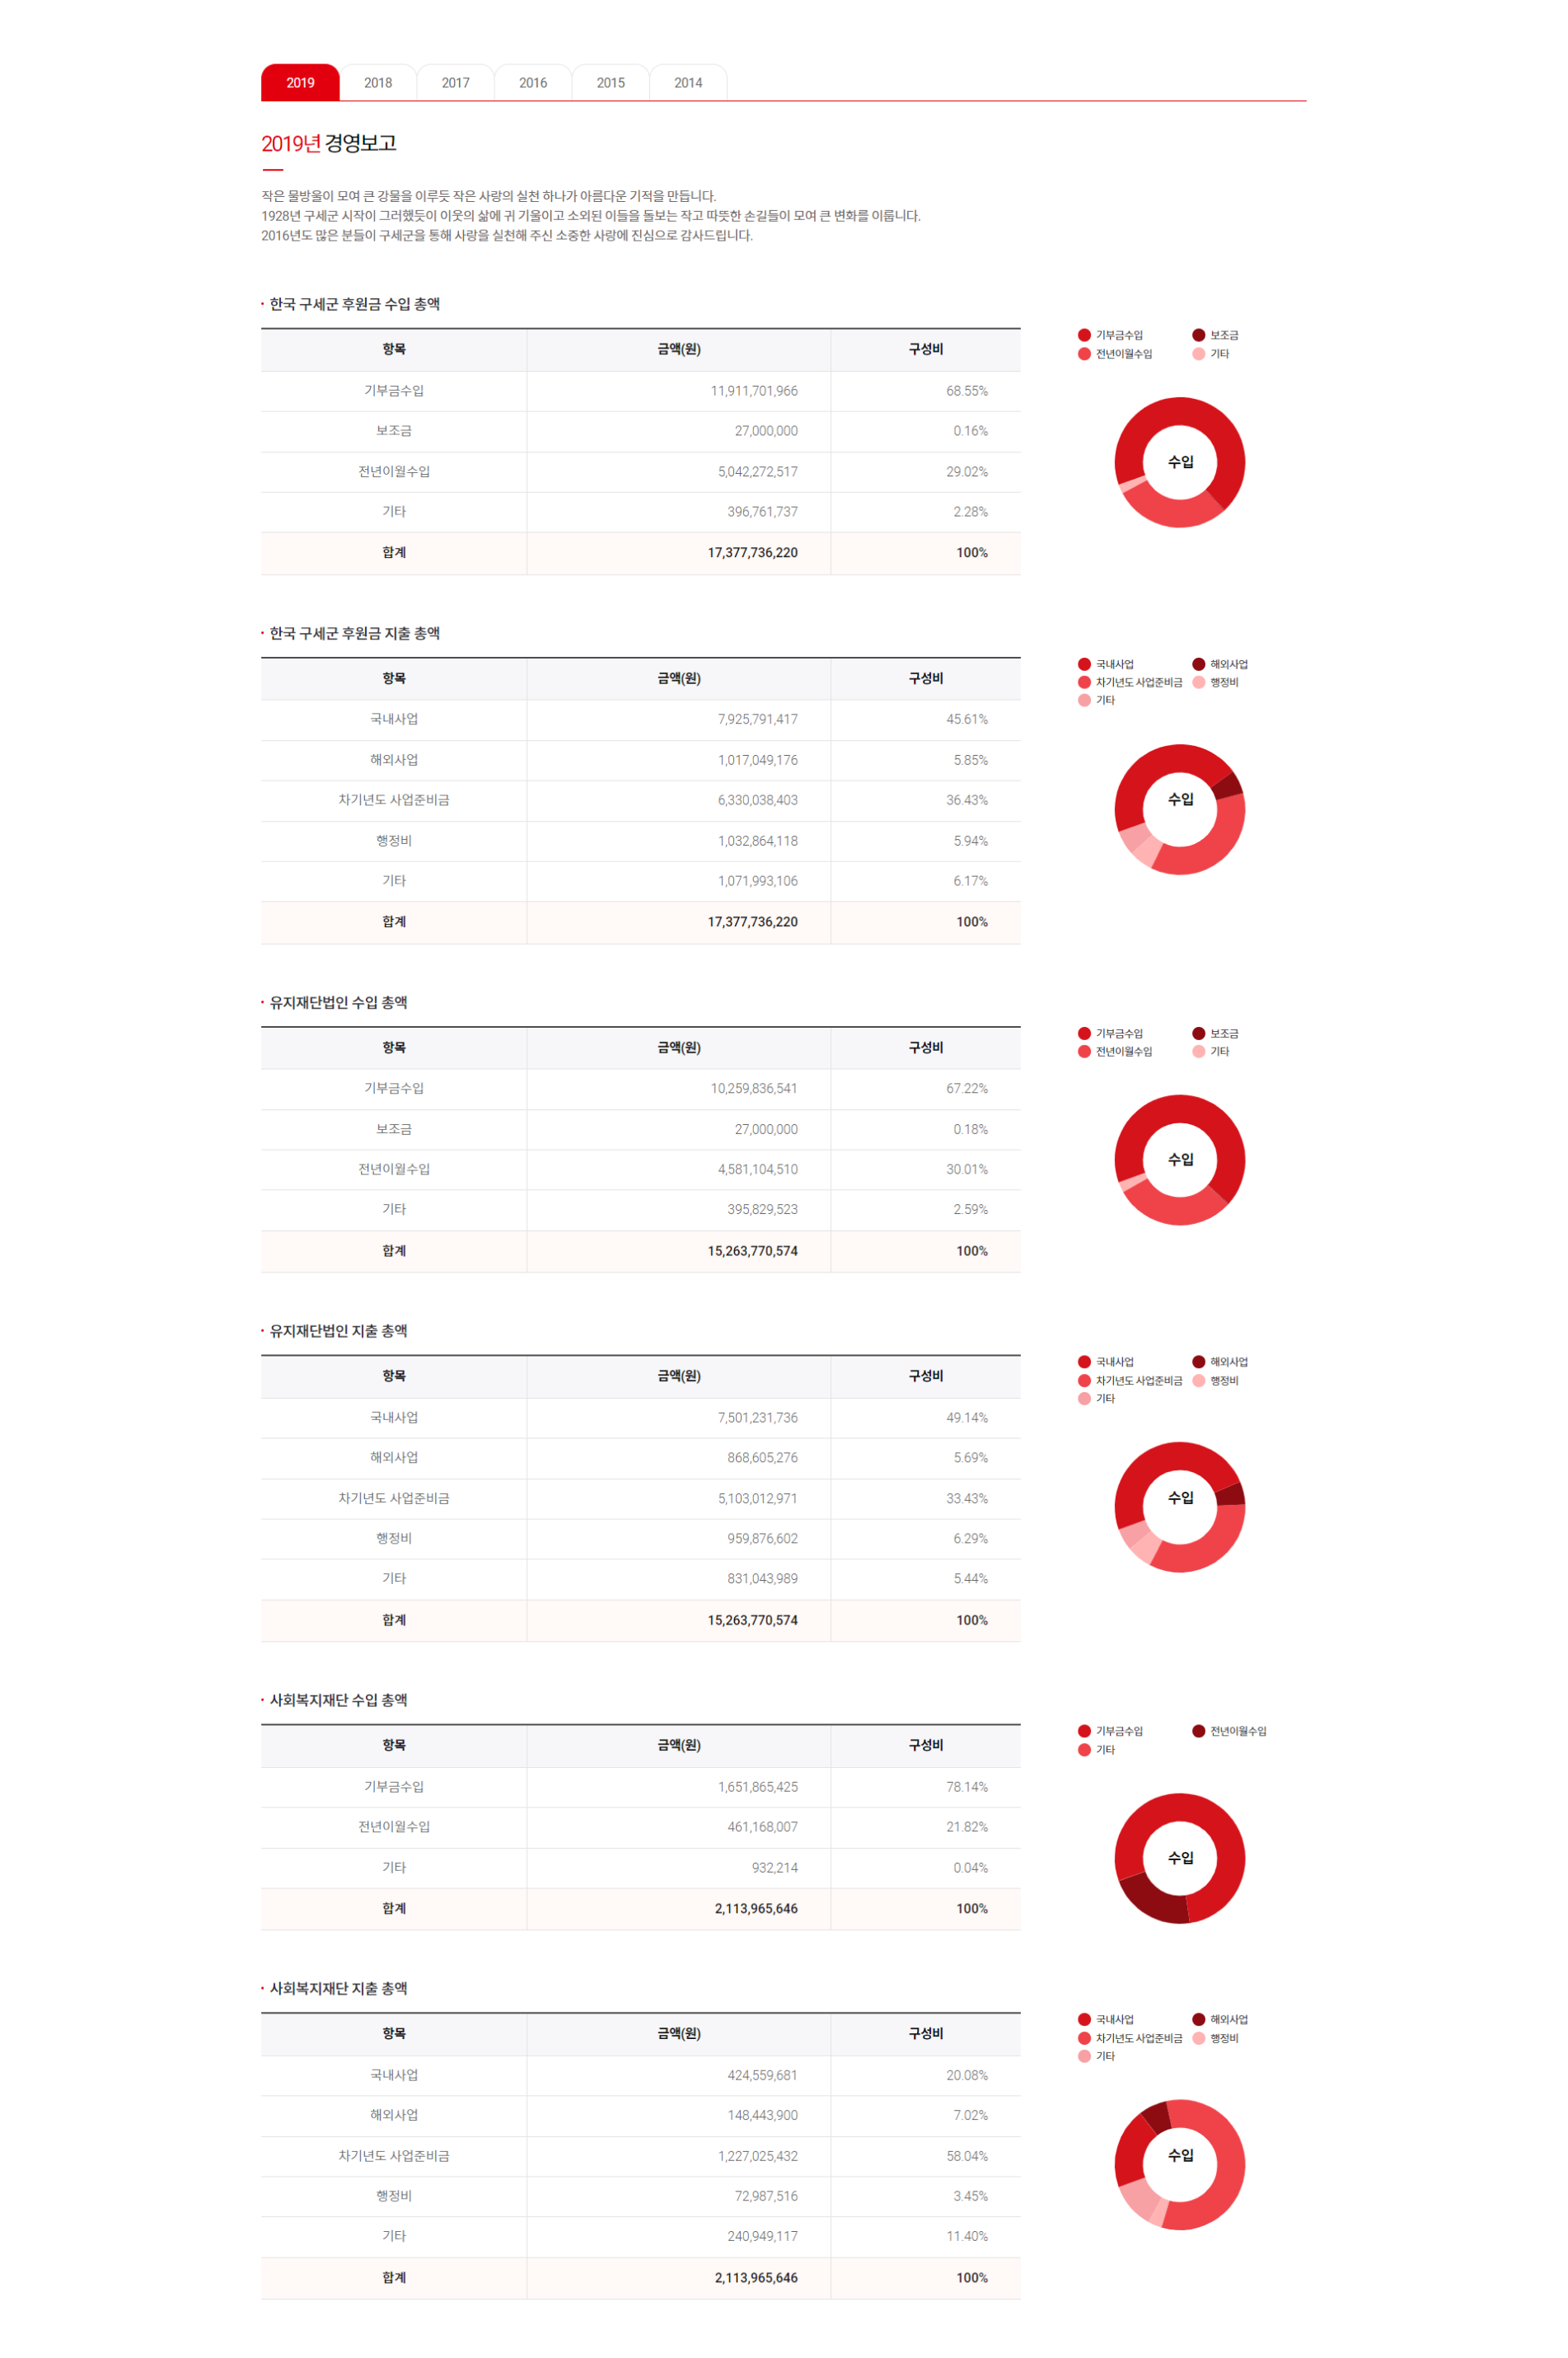 2019 2018 2017 2016 2015 2014
2019년 경영보고
작은 물방울이 모여 큰 강물을 이루듯 작은 사랑의 실천 하나가 아름다운 기적을 만듭니다.
1928년 구세군 시작이 그러했듯이 이웃의 삶에 귀 기울이고 소외된 이들을 돌보는 작고 따뜻한 손길들이 모여 큰 변화를 이룹니다.
2016년도 많은 분들이 구세군을 통해 사랑을 실천해 주신 소중한 사랑에 진심으로 감사드립니다.
한국 구세군 후원금 수입 총액
항목 금액(원) 구성비
기부금수입 11,911,701,966 68.55%
보조금 27,000,000 0.16%
전년이월수입 5,042,272,517 29.02%
기타 396,761,737 2.28%
합계 17,377,736,220 100%
기부금수입 보조금
전년이월수입 기타
수입
한국 구세군 후원금 지출 총액
항목 금액(원) 구성비
국내사업 7,925,791,417 45.61%
해외사업 1,017,049,176 5.85%
차기년도 사업준비금 6,330,038,403 36.43%
행정비 1,032,864,118 5.94%
기타 1,071,993,106 6.17%
합계 17,377,736,220 100%
국내사업 해외사업
차기년도 사업준비금 행정비
기타
수입
유지재단법인 수입 총액
항목 금액(원) 구성비
기부금수입 10,259,836,541 67.22%
보조금 27,000,000 0.18%
전년이월수입 4,581,104,510 30.01%
기타 395,829,523 2.59%
합계 15,263,770,574 100%
기부금수입 보조금
전년이월수입 기타
수입
유지재단법인 지출 총액
항목 금액(원) 구성비
국내사업 7,501,231,736 49.14%
해외사업 868,605,276 5.69%
차기년도 사업준비금 5,103,012,971 33.43%
행정비 959,876,602 6.29%
기타 831,043,989 5.44%
합계 15,263,770,574 100%
국내사업 해외사업
차기년도 사업준비금 행정비
기타
수입
사회복지재단 수입 총액
항목 금액(원) 구성비
기부금수입 1,651,865,425 78.14%
전년이월수입 461,168,007 21.82%
기타 932,214 0.04%
합계 2,113,965,646 100%
기부금수입 전년이월수입
기타
수입
사회복지재단 지출 총액
항목 금액(원) 구성비
국내사업 424,559,681 20.08%
해외사업 148,443,900 7.02%
차기년도 사업준비금 1,227,025,432 58.04%
행정비 72,987,516 3.45%
기타 240,949,117 11.40%
합계 2,113,965,646 100%
국내사업 해외사업
차기년도 사업준비금 행정비
기타
수입